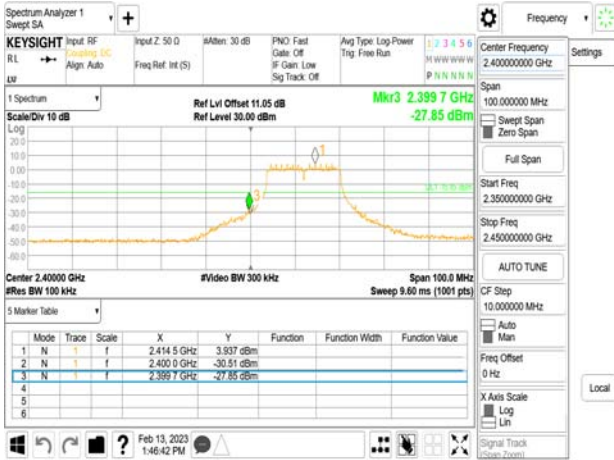 Spectrum Analyzer 1
Swept SA
+
Frequency
KEYSIGHT
RL
Input: RF
Coupling: DC
Align: Auto
Input Z: 50 Ω
Freq Ref: Int (S)
#Atten: 30 dB
PNO: Fast
Gate: Off
IF Gain: Low
Sig Track: Off
Avg Type: Log-Power
Trig: Free Run
1 2 3 4 5 6
M W W W W W
P N N N N N
1 Spectrum
Scale/Div 10 dB
Ref Lvl Offset 11.05 dB
Ref Level 30.00 dBm
Mkr3 2.399 7 GHz
-27.85 dBm
Log
20.0
10.0
0.00
-10.0
-20.0
-30.0
-40.0
-50.0
-60.0
1
3
Center 2.40000 GHz
#Res BW 100 kHz
#Video BW 300 kHz
Span 100.0 MHz
Sweep 9.60 ms (1001 pts)
5 Marker Table
Mode Trace Scale X Y Function Function Width Function Value
1 N 1 f 2.414 5 GHz 3.937 dBm
2 N 1 f 2.400 0 GHz -30.51 dBm
3 N 1 f 2.399 7 GHz -27.85 dBm
4
5
6
Feb 13, 2023
1:46:42 PM
?
Center Frequency
2.400000000 GHz
Settings
Span
100.000000 MHz
Swept Span
Zero Span
Full Span
Start Freq
2.350000000 GHz
Stop Freq
2.450000000 GHz
AUTO TUNE
CF Step
10.000000 MHz
Auto
Man
Freq Offset
0 Hz
X Axis Scale
Log
Lin
Local
Signal Track
(Span Zoom)